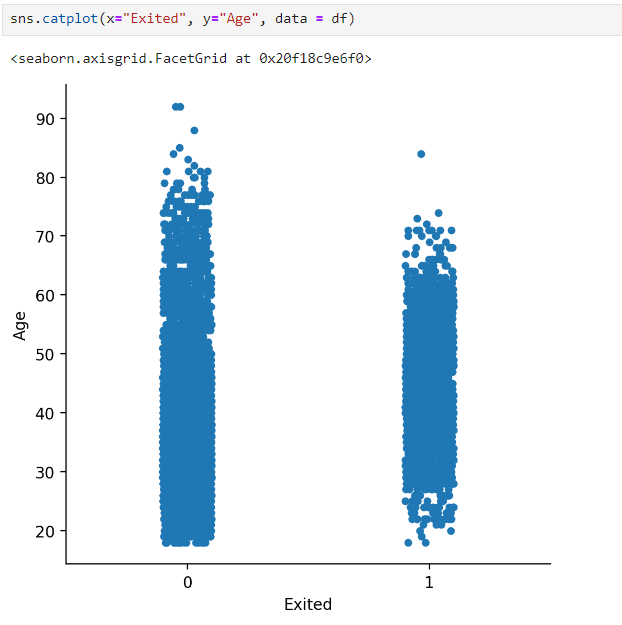 sns.catplot(x="Exited", y="Age", data = df)
<seaborn.axisgrid.FacetGrid at 0x20f18c9e6f0>
90
80
70
60
50
40
30
20
Age
0 1
Exited